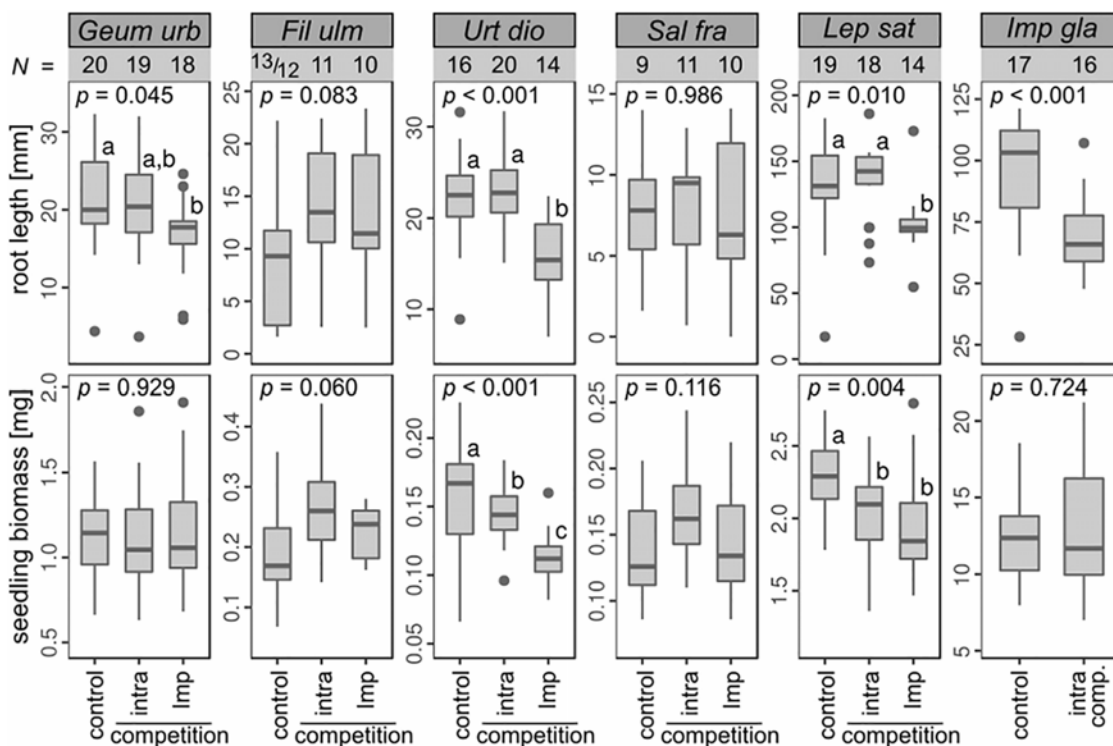 Geum urb Fil ulm Urt dio Sal fra Lep sat Imp gla
N = 20 19 18 13/12 11 10 16 20 14 9 11 10 19 18 14 17 16
root legth [mm]
p = 0.045
a a,b b
10 20 30
p = 0.083
0 5 10 15 20 25
p < 0.001
a a b
10 20 30
p = 0.986
0 5 10 15
p = 0.010
a a b
0 50 100 150 200
p < 0.001
25 50 75 100 125
seedling biomass [mg]
p = 0.929
0.5 1.0 1.5 2.0
p = 0.060
0.1 0.2 0.3 0.4
p < 0.001
a b c
0.05 0.10 0.15 0.20
p = 0.116
0.10 0.15 0.20 0.25
p = 0.004
a b b
1.5 2.0 2.5
p = 0.724
5 10 15 20
control intra Imp control intra Imp control intra Imp control intra Imp control intra Imp control intra comp.
competition competition competition competition competition